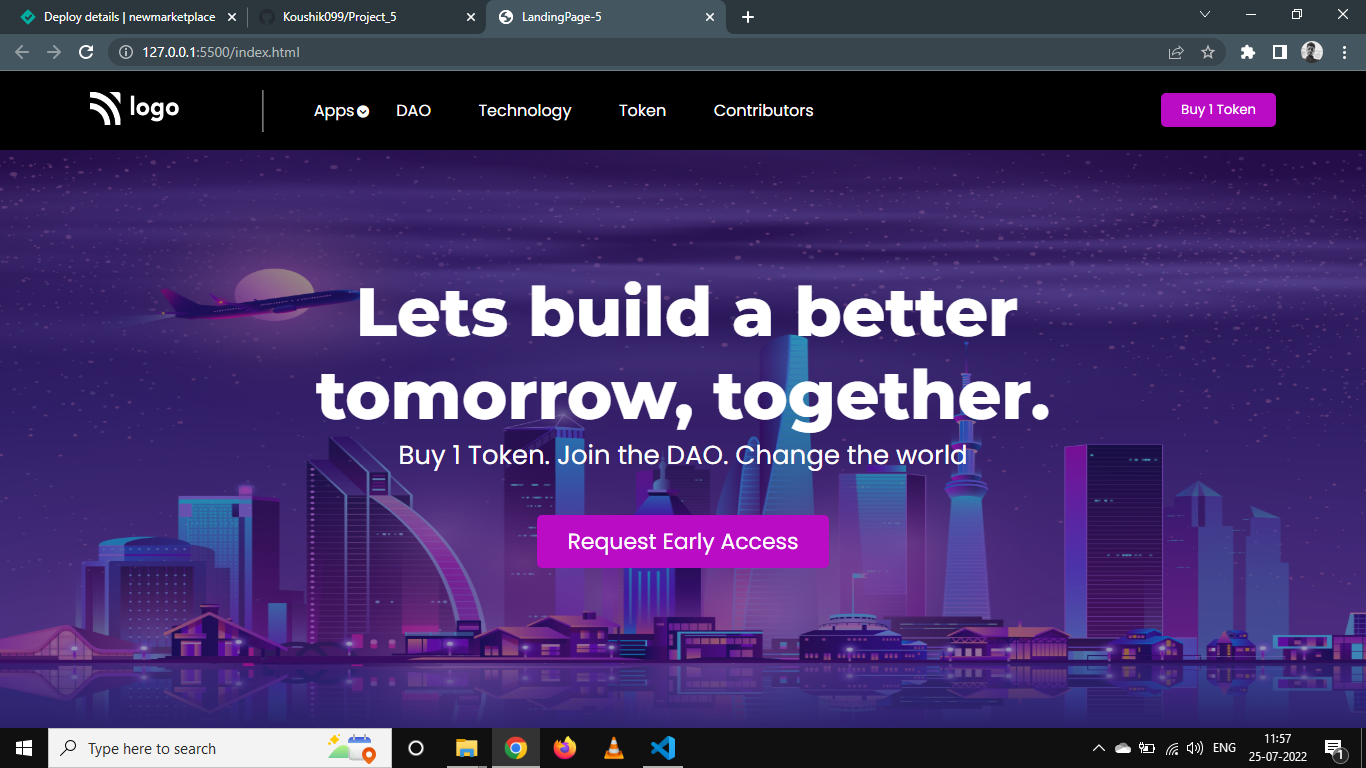 Deploy details | newmarketplace
Koushik099/Project_5
LandingPage-5
127.0.0.1:5500/index.html
logo
Apps DAO Technology Token Contributors
Buy 1 Token
Lets build a better
tomorrow, together.
Buy 1 Token. Join the DAO. Change the world
Request Early Access
Type here to search
ENG
11:57
25-07-2022
1